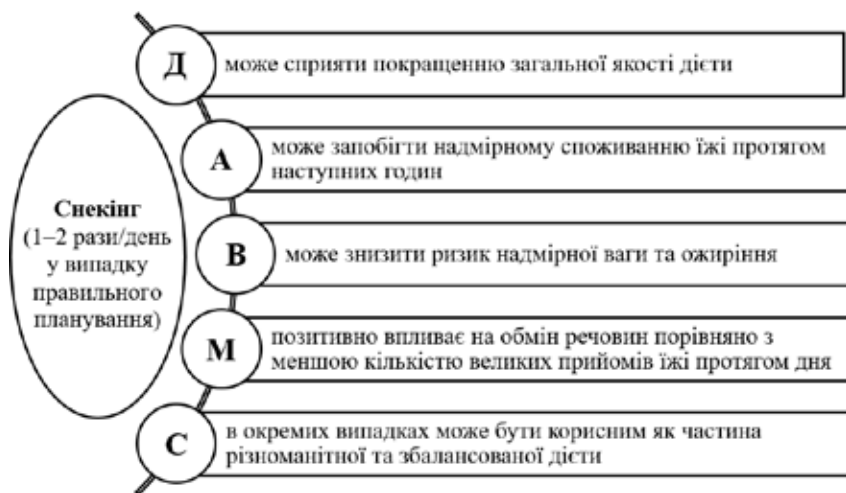 Д
може сприяти покращенню загальної якості дієти
А
може запобігти надмірному споживанню їжі протягом
наступних годин
Снекінг
(1–2 рази/день
у випадку
правильного
планування)
В
може знизити ризик надмірної ваги та ожиріння
М
позитивно впливає на обмін речовин порівняно з
меншою кількістю великих прийомів їжі протягом дня
С
в окремих випадках може бути корисним як частина
різноманітної та збалансованої дієти